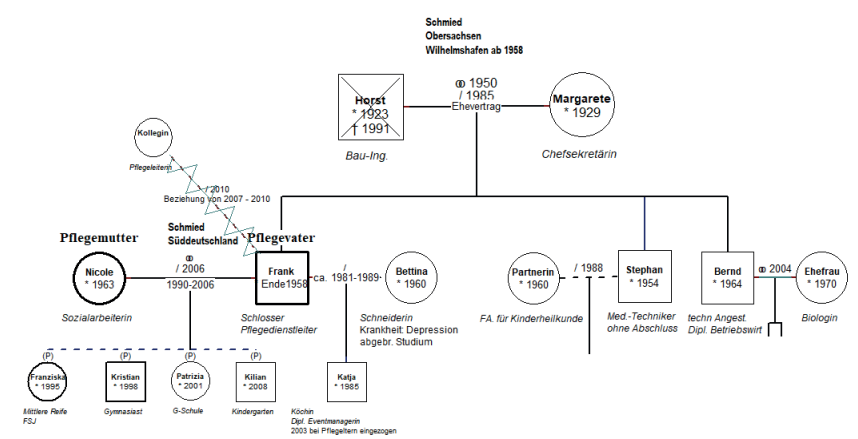 Schmied
Obersachsen
Wilhelmshafen ab 1958
⚭ 1950
/ 1985
Ehevertrag
Horst
* 1923
† 1991
Bau-Ing.
Margarete
* 1929
Chefsekretärin
Kollegin
Pflegeleiterin
/ 2010
Beziehung von 2007 - 2010
Schmied
Süddeutschland
Pflegemutter
Pflegevater
Nicole
* 1963
Sozialarbeiterin
⚭
/ 2006
1990-2006
Frank
Ende1958
Schlosser
Pflegedienstleiter
/
ca. 1981-1989-
Bettina
* 1960
Schneiderin
Krankheit: Depression
abgebr. Studium
Partnerin
* 1960
FA. für Kinderheilkunde
/ 1988
Stephan
* 1954
Med.-Techniker
ohne Abschluss
Bernd
* 1964
techn Angest.
Dipl. Betriebswirt
⚭ 2004
Ehefrau
* 1970
Biologin
(P)
Franziska
* 1995
Mittlere Reife
FSJ
(P)
Kristian
* 1998
Gymnasiast
(P)
Patrizia
* 2001
G-Schule
(P)
Kilian
* 2008
Kindergarten
Katja
* 1985
Köchin
Dipl. Eventmanagerin
2003 bei Pflegeltern eingezogen